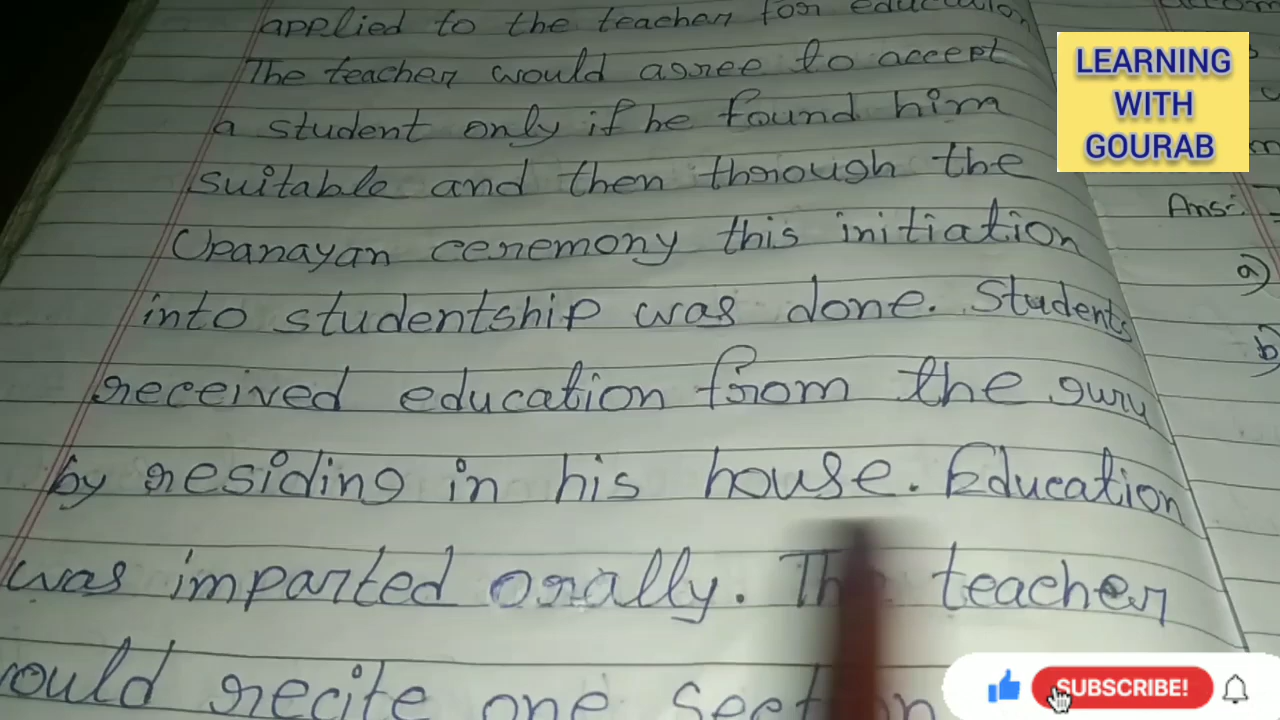 applied to the teacher for education
The teacher would agree to accept
a student only if he found him
suitable and then through the
Upanayan ceremony this initiation
into studentship was done. Students
received education from the guru
by residing in his house. Education
was imparted orally. The teacher
would recite one section
LEARNING
WITH
GOURAB
Ans:
a)
b)
SUBSCRIBE!